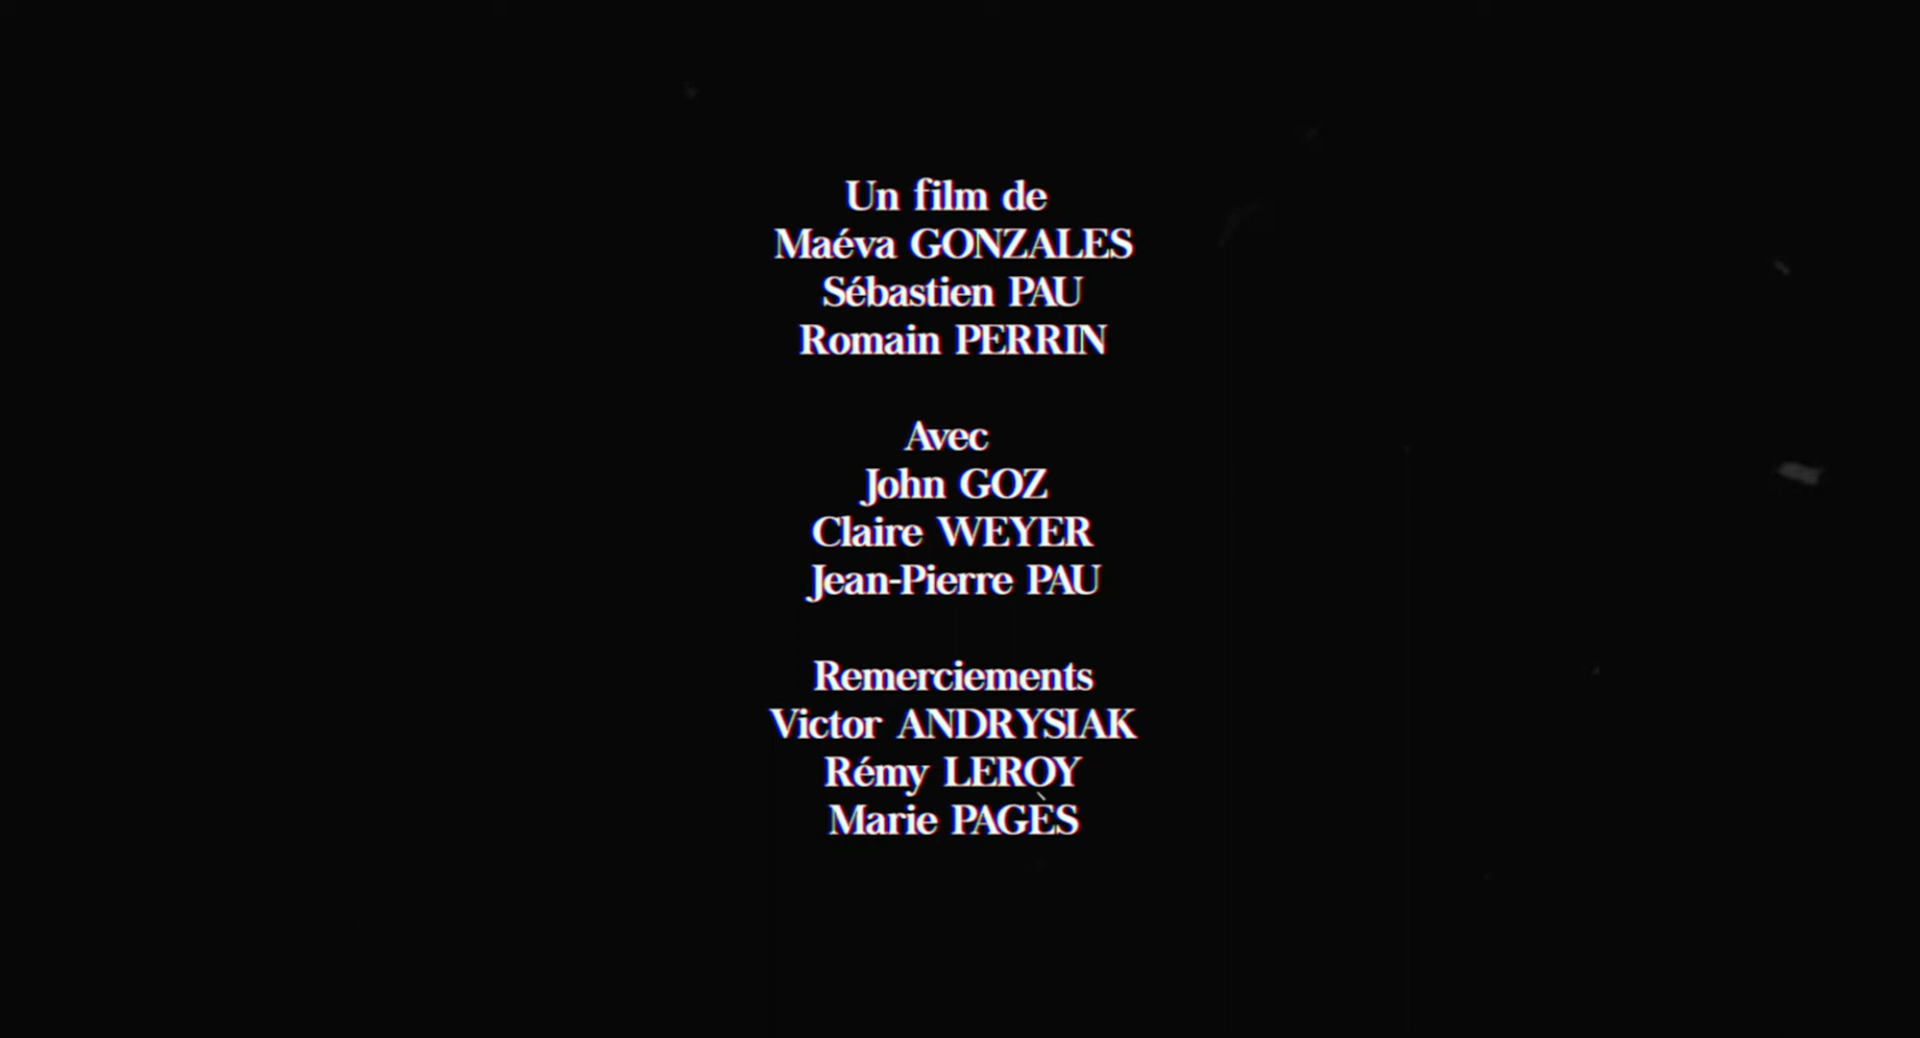 Un film de
Maéva GONZALES
Sébastien PAU
Romain PERRIN
Avec
John GOZ
Claire WEYER
Jean-Pierre PAU
Remerciements
Victor ANDRYSIAK
Rémy LEROY
Marie PAGÈS